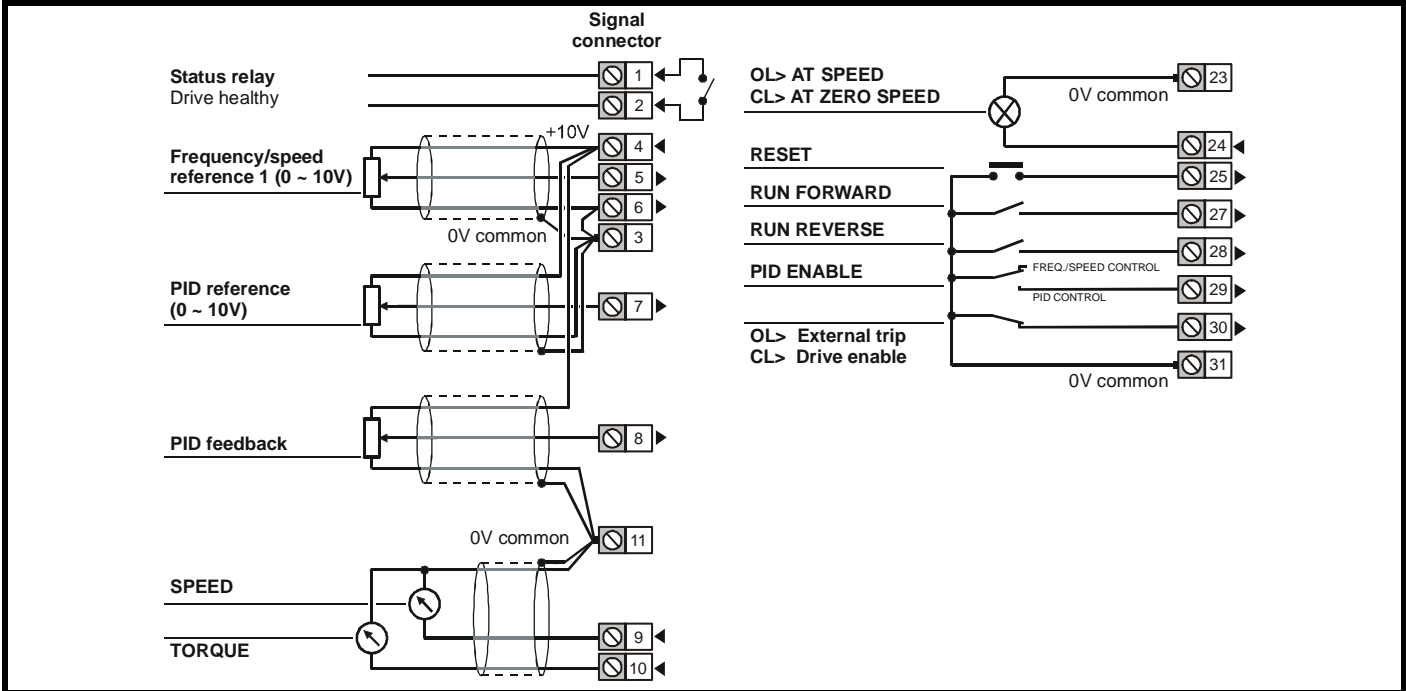 Signal
connector
Status relay
Drive healthy
1
2
+10V
Frequency/speed
reference 1 (0 ~ 10V)
4
5
6
0V common
3
PID reference
(0 ~ 10V)
7
PID feedback
8
0V common
11
SPEED
9
TORQUE
10
OL> AT SPEED
CL> AT ZERO SPEED
0V common
23
24
RESET
25
RUN FORWARD
27
RUN REVERSE
28
PID ENABLE
FREQ./SPEED CONTROL
29
PID CONTROL
30
OL> External trip
CL> Drive enable
31
0V common